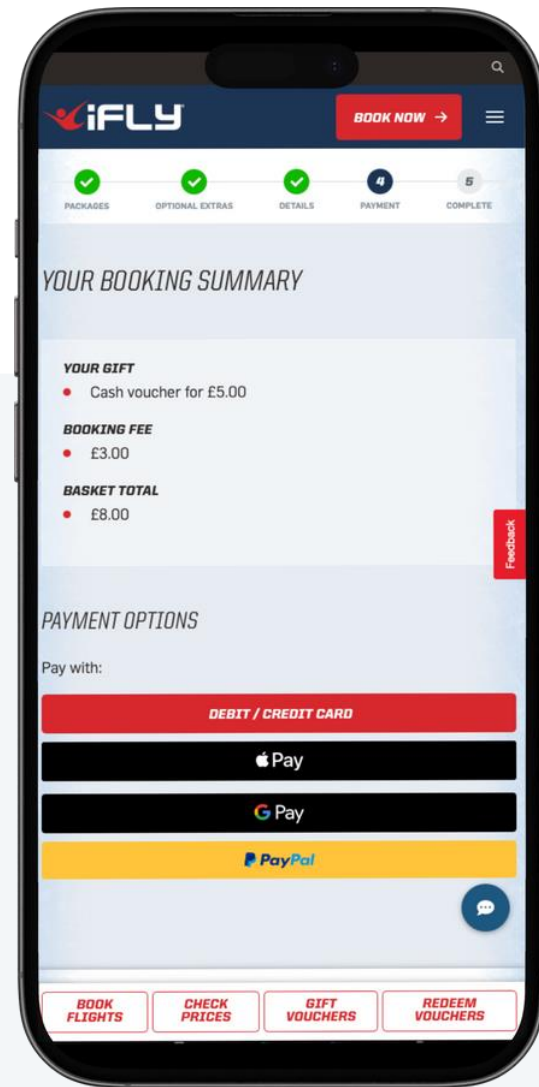 iFLY
BOOK NOW →
4
5
PACKAGES
OPTIONAL EXTRAS
DETAILS
PAYMENT
COMPLETE
YOUR BOOKING SUMMARY
YOUR GIFT
• Cash voucher for £5.00
BOOKING FEE
• £3.00
BASKET TOTAL
• £8.00
Feedback
PAYMENT OPTIONS
Pay with:
DEBIT / CREDIT CARD
Pay
G Pay
PayPal
BOOK FLIGHTS
CHECK PRICES
GIFT VOUCHERS
REDEEM VOUCHERS